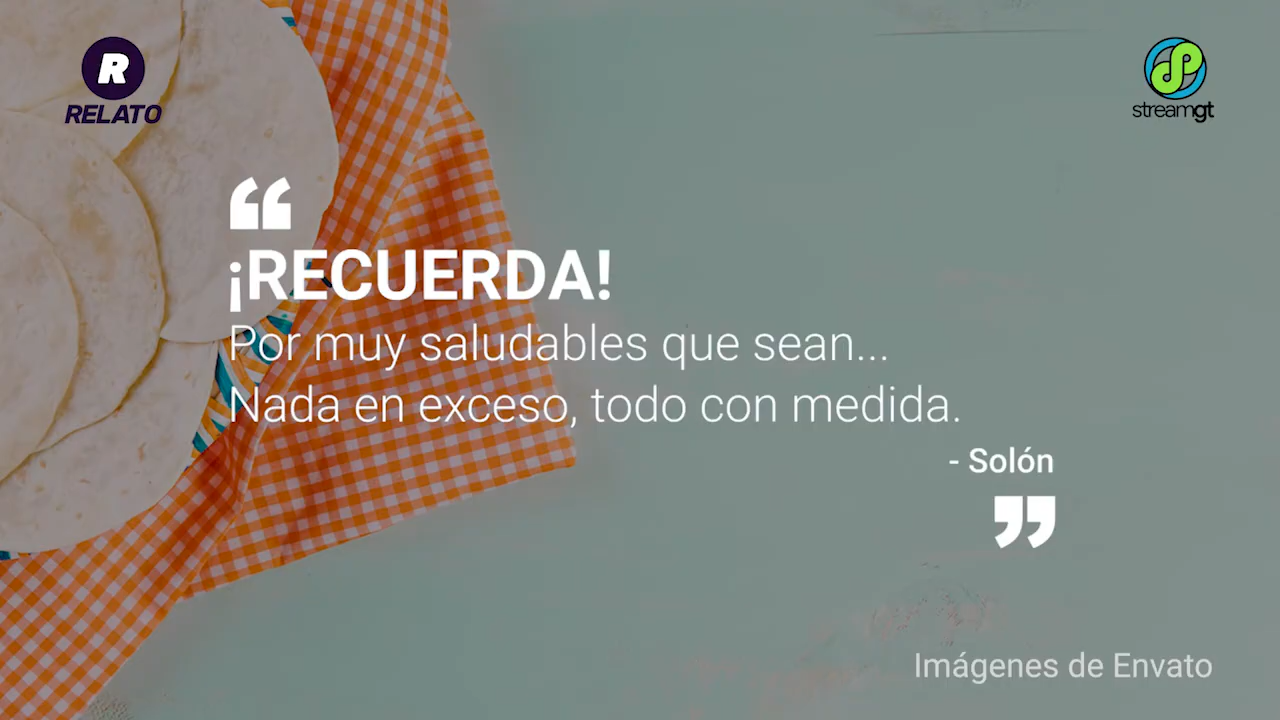 R
RELATO
streamgt
“
¡RECUERDA!
Por muy saludables que sean...
Nada en exceso, todo con medida.
- Solón
”
Imágenes de Envato